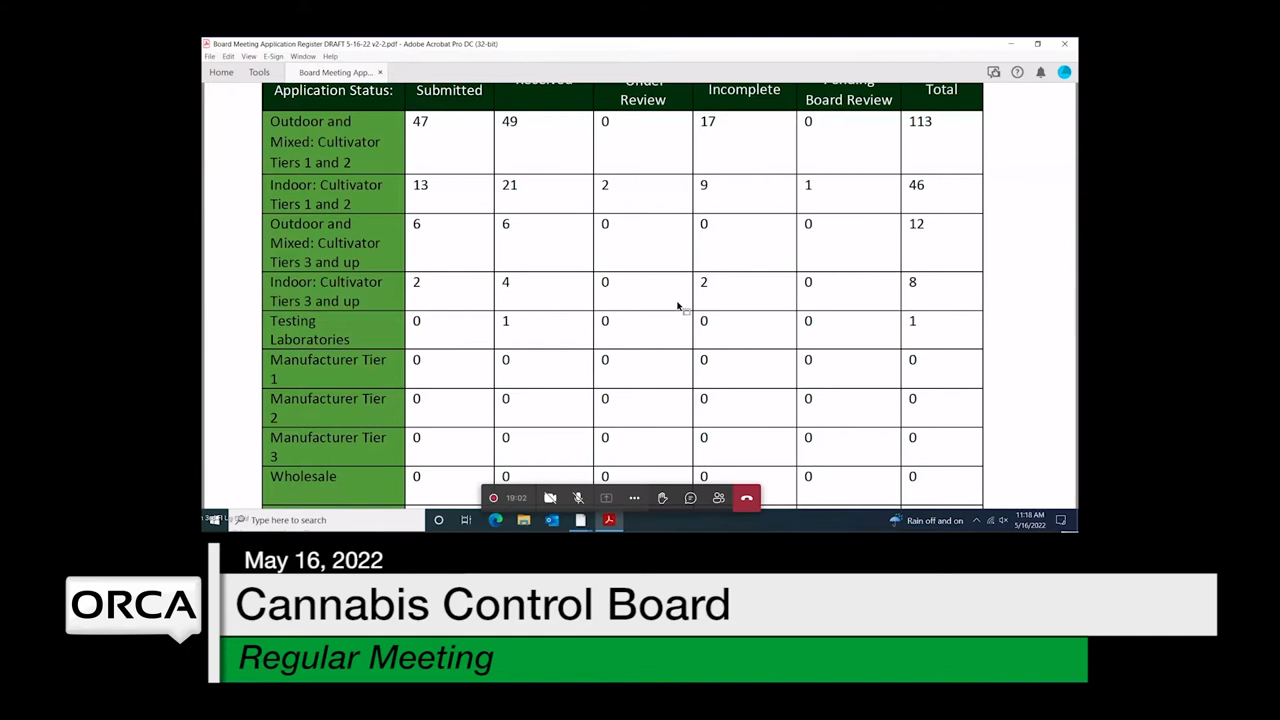 Board Meeting Application Register DRAFT 5-16-22 v2-2.pdf - Adobe Acrobat Pro DC (32-bit)
File Edit View E-Sign Window Help
Home Tools Board Meeting App... ×
Application Status: Submitted Received Under Review Incomplete Pending Board Review Total
Outdoor and Mixed: Cultivator Tiers 1 and 2 47 49 0 17 0 113
Indoor: Cultivator Tiers 1 and 2 13 21 2 9 1 46
Outdoor and Mixed: Cultivator Tiers 3 and up 6 6 0 0 0 12
Indoor: Cultivator Tiers 3 and up 2 4 0 2 0 8
Testing Laboratories 0 1 0 0 0 1
Manufacturer Tier 1 0 0 0 0 0 0
Manufacturer Tier 2 0 0 0 0 0 0
Manufacturer Tier 3 0 0 0 0 0 0
Wholesale 0 0 0 0 0 0
19:02
Type here to search
Rain off and on
11:18 AM
5/16/2022
May 16, 2022
ORCA
Cannabis Control Board
Regular Meeting